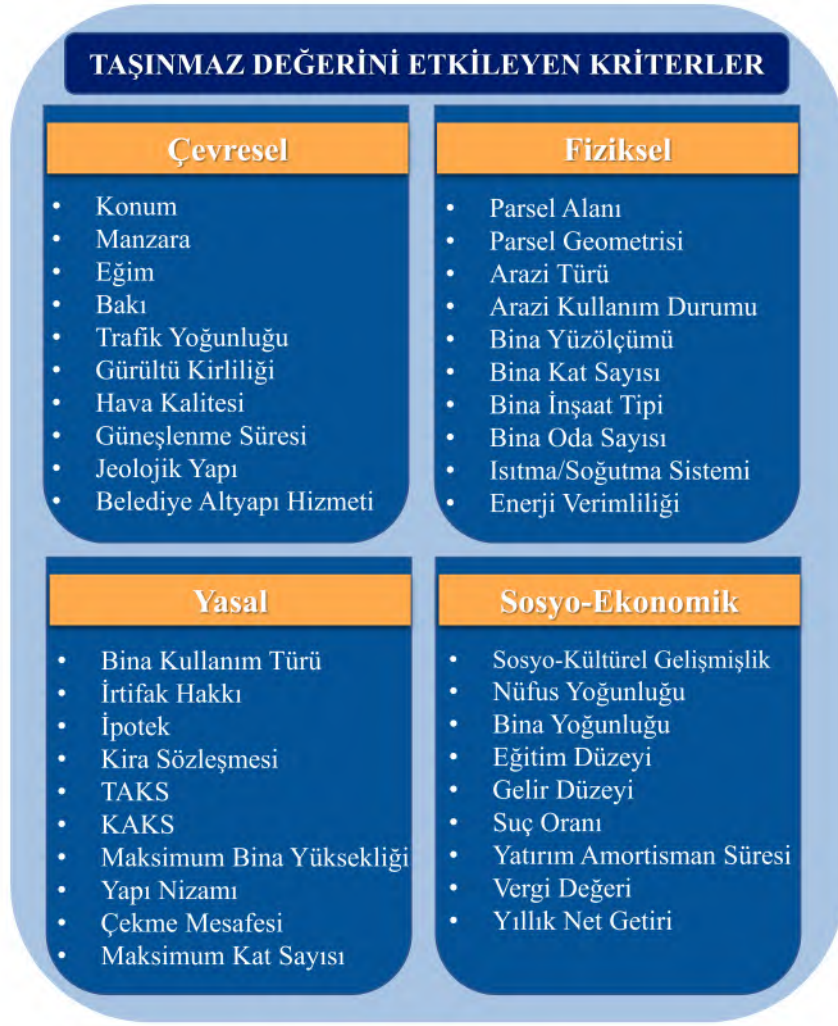 TAŞINMAZ DEĞERİNİ ETKİLEYEN KRİTERLER
Çevresel
• Konum
• Manzara
• Eğim
• Bakı
• Trafik Yoğunluğu
• Gürültü Kirliliği
• Hava Kalitesi
• Güneşlenme Süresi
• Jeolojik Yapı
• Belediye Altyapı Hizmeti
Fiziksel
• Parsel Alanı
• Parsel Geometrisi
• Arazi Türü
• Arazi Kullanım Durumu
• Bina Yüzölçümü
• Bina Kat Sayısı
• Bina İnşaat Tipi
• Bina Oda Sayısı
• Isıtma/Soğutma Sistemi
• Enerji Verimliliği
Yasal
• Bina Kullanım Türü
• İrtifak Hakkı
• İpotek
• Kira Sözleşmesi
• TAKS
• KAKS
• Maksimum Bina Yüksekliği
• Yapı Nizamı
• Çekme Mesafesi
• Maksimum Kat Sayısı
Sosyo-Ekonomik
• Sosyo-Kültürel Gelişmişlik
• Nüfus Yoğunluğu
• Bina Yoğunluğu
• Eğitim Düzeyi
• Gelir Düzeyi
• Suç Oranı
• Yatırım Amortisman Süresi
• Vergi Değeri
• Yıllık Net Getiri